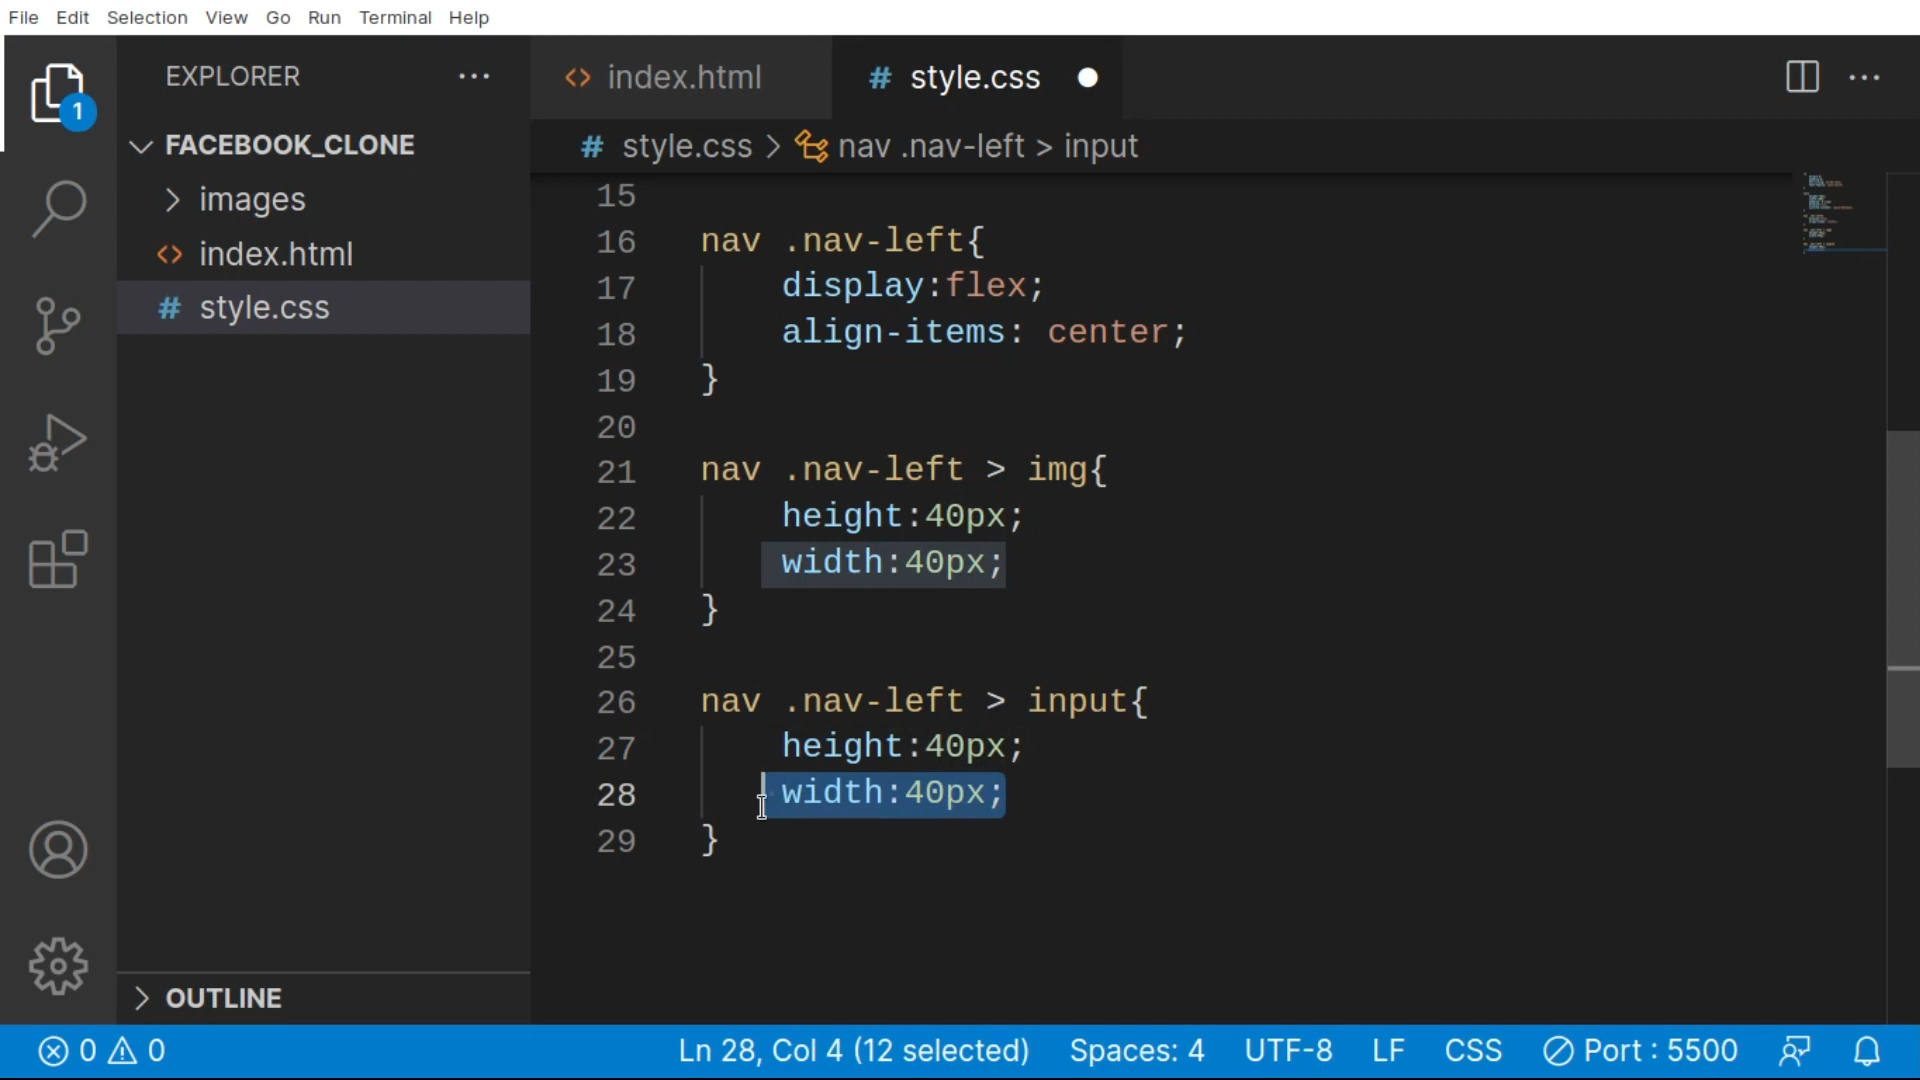 File Edit Selection View Go Run Terminal Help
EXPLORER ···
index.html
# style.css
1
FACEBOOK_CLONE
# style.css > nav .nav-left > input
images
index.html
# style.css
15
16 nav .nav-left{
17 display:flex;
18 align-items: center;
19 }
20
21 nav .nav-left > img{
22 height:40px;
23 width:40px;
24 }
25
26 nav .nav-left > input{
27 height:40px;
28 width:40px;
29 }
OUTLINE
0 0 Ln 28, Col 4 (12 selected) Spaces: 4 UTF-8 LF CSS Port : 5500